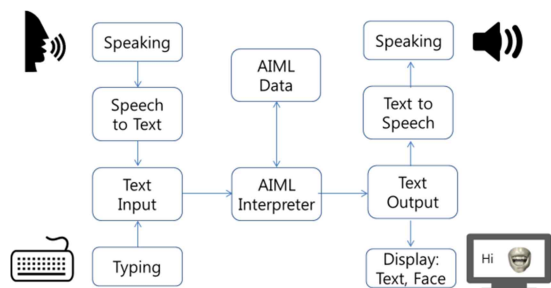 Speaking
Speech
to Text
Text
Input
Typing
AIML
Data
AIML
Interpreter
Speaking
Text to
Speech
Text
Output
Display:
Text, Face
Hi